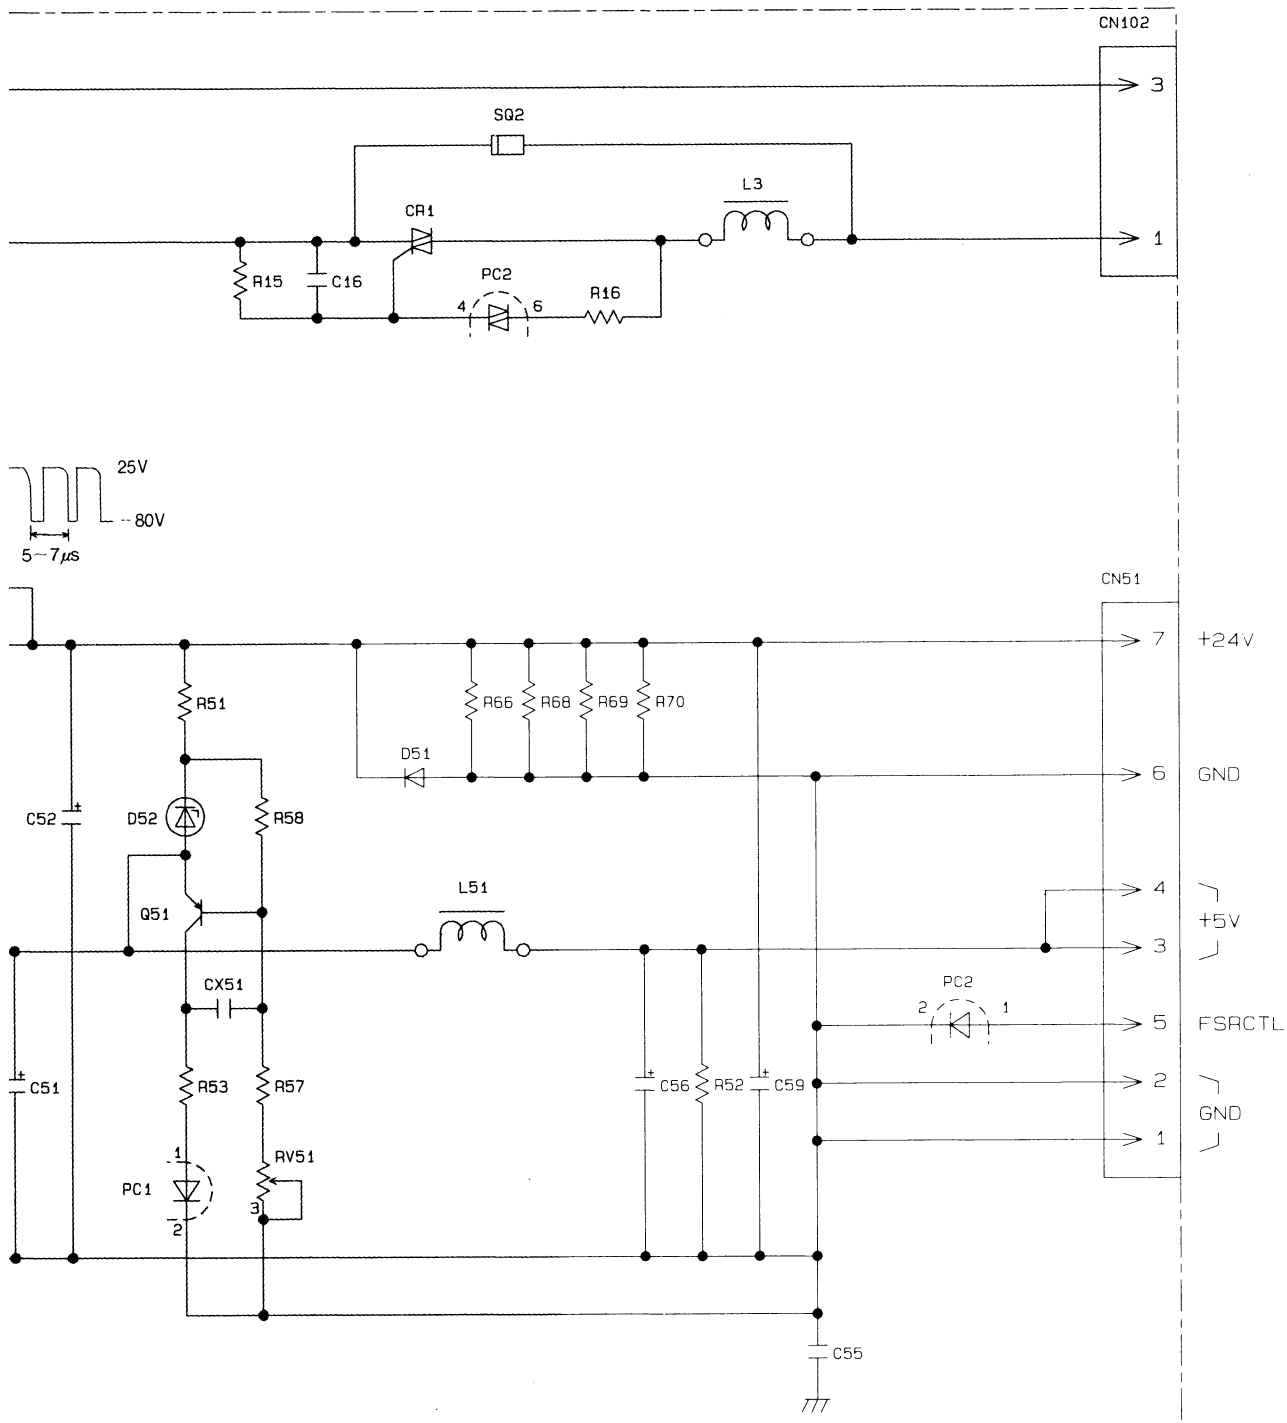 CN102
3
SQ2
L3
CR1
1
R15
C16
PC2
4
6
R16
25V
--80V
5~7μs
CN51
7
+24V
R51
R66
R68
R69
R70
D51
6
GND
C52
D52
R58
L51
4
Q51
+5V
3
CX51
PC2
2
1
5
FSRCTL
C51
R53
R57
C56
R52
C59
2
GND
1
1
RV51
PC1
3
2
C55